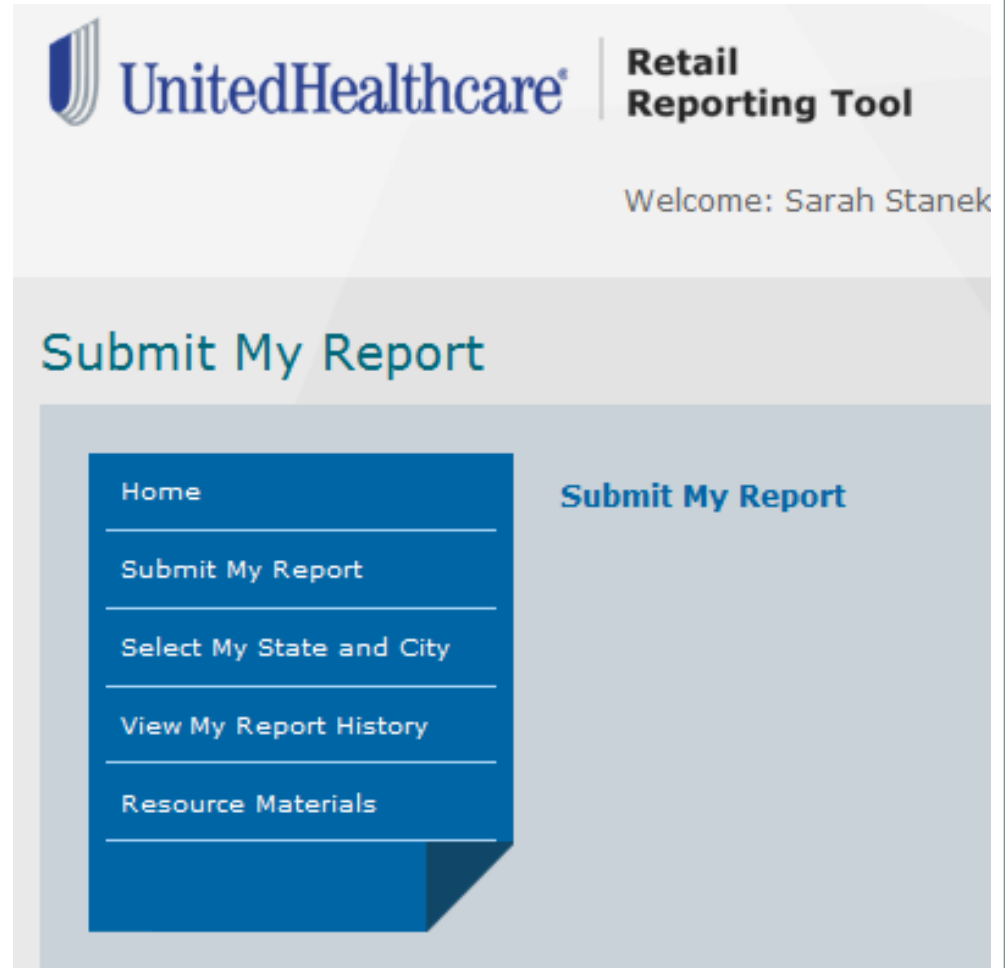 UnitedHealthcare®
Retail
Reporting Tool
Welcome: Sarah Stanek
Submit My Report
Home
Submit My Report
Select My State and City
View My Report History
Resource Materials
Submit My Report